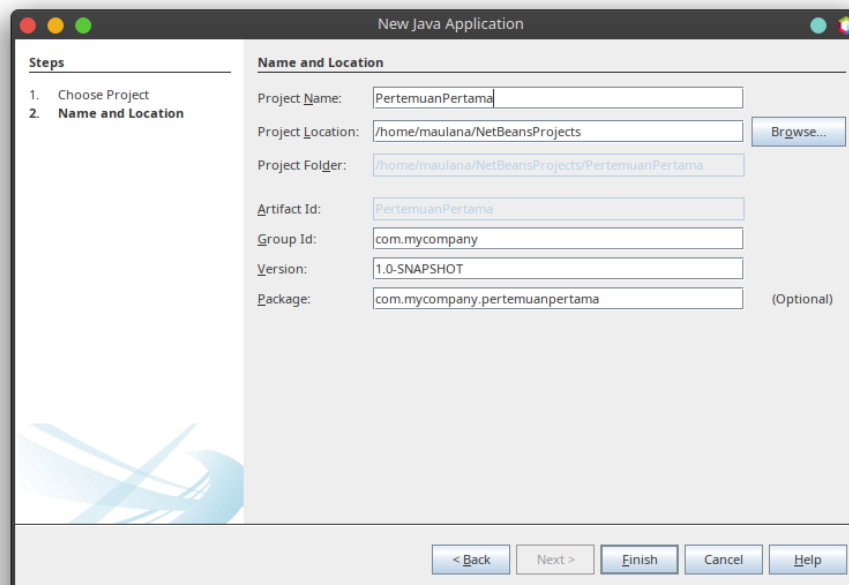 New Java Application
Steps
1. Choose Project
2. Name and Location
Name and Location
Project Name: PertemuanPertama
Project Location: /home/maulana/NetBeansProjects Browse...
Project Folder: /home/maulana/NetBeansProjects/PertemuanPertama
Artifact Id: PertemuanPertama
Group Id: com.mycompany
Version: 1.0-SNAPSHOT
Package: com.mycompany.pertemuanpertama (Optional)
< Back Next > Finish Cancel Help